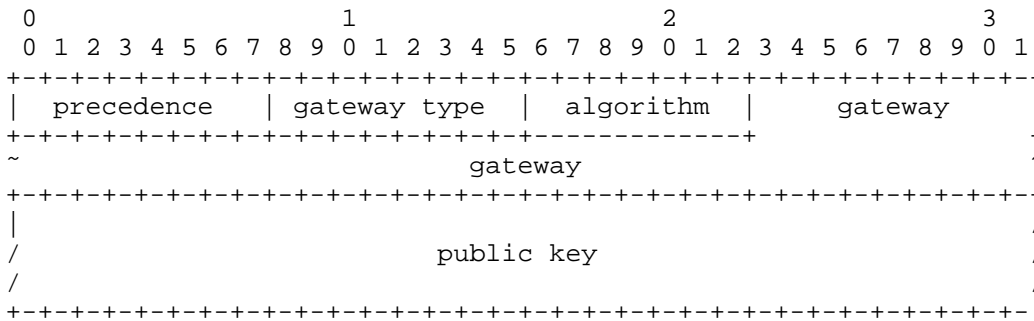 0                   1                   2                   3
0 1 2 3 4 5 6 7 8 9 0 1 2 3 4 5 6 7 8 9 0 1 2 3 4 5 6 7 8 9 0 1
+-+-+-+-+-+-+-+-+-+-+-+-+-+-+-+-+-+-+-+-+-+-+-+-+-+-+-+-+-+-+-+-
|  precedence   | gateway type  |  algorithm  |     gateway
+-+-+-+-+-+-+-+-+-+-+-+-+-+-+-+-+-------------+                 +
~                            gateway                            ~
+-+-+-+-+-+-+-+-+-+-+-+-+-+-+-+-+-+-+-+-+-+-+-+-+-+-+-+-+-+-+-+-
|                                                               /
/                          public key                           /
/                                                               /
+-+-+-+-+-+-+-+-+-+-+-+-+-+-+-+-+-+-+-+-+-+-+-+-+-+-+-+-+-+-+-+-